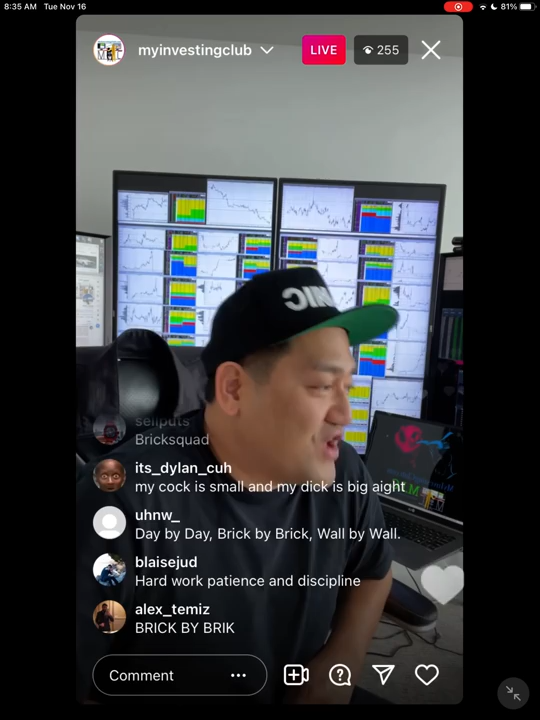 8:35 AM Tue Nov 16
81%
myinvestingclub
LIVE
255
sellputs
Bricksquad
its_dylan_cuh
my cock is small and my dick is big aight
uhnw_
Day by Day, Brick by Brick, Wall by Wall.
blaisejud
Hard work patience and discipline
alex_temiz
BRICK BY BRIK
Comment